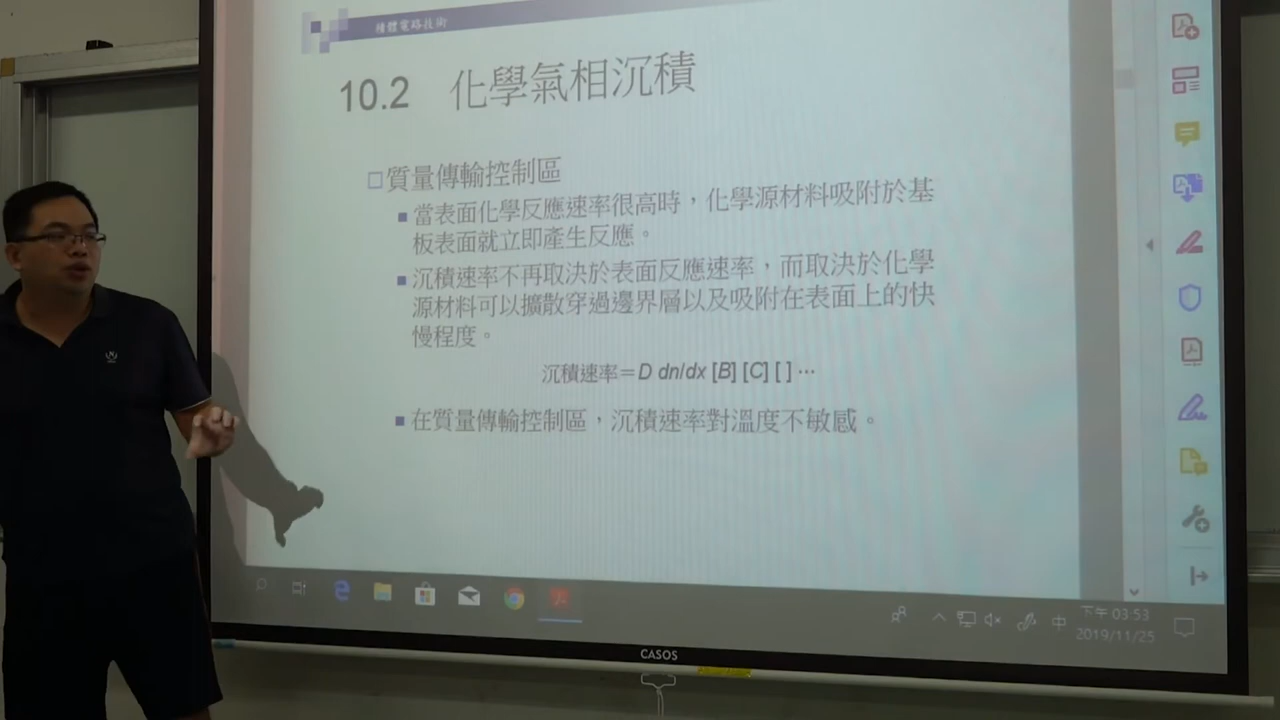 積體電路技術
10.2 化學氣相沉積
質量傳輸控制區
當表面化學反應速率很高時，化學源材料吸附於基
板表面就立即產生反應。
沉積速率不再取決於表面反應速率，而取決於化學
源材料可以擴散穿過邊界層以及吸附在表面上的快
慢程度。
沉積速率＝D dn/dx [B] [C] [ ] …
在質量傳輸控制區，沉積速率對溫度不敏感。
中
下午 03:53
2019/11/25
CASOS